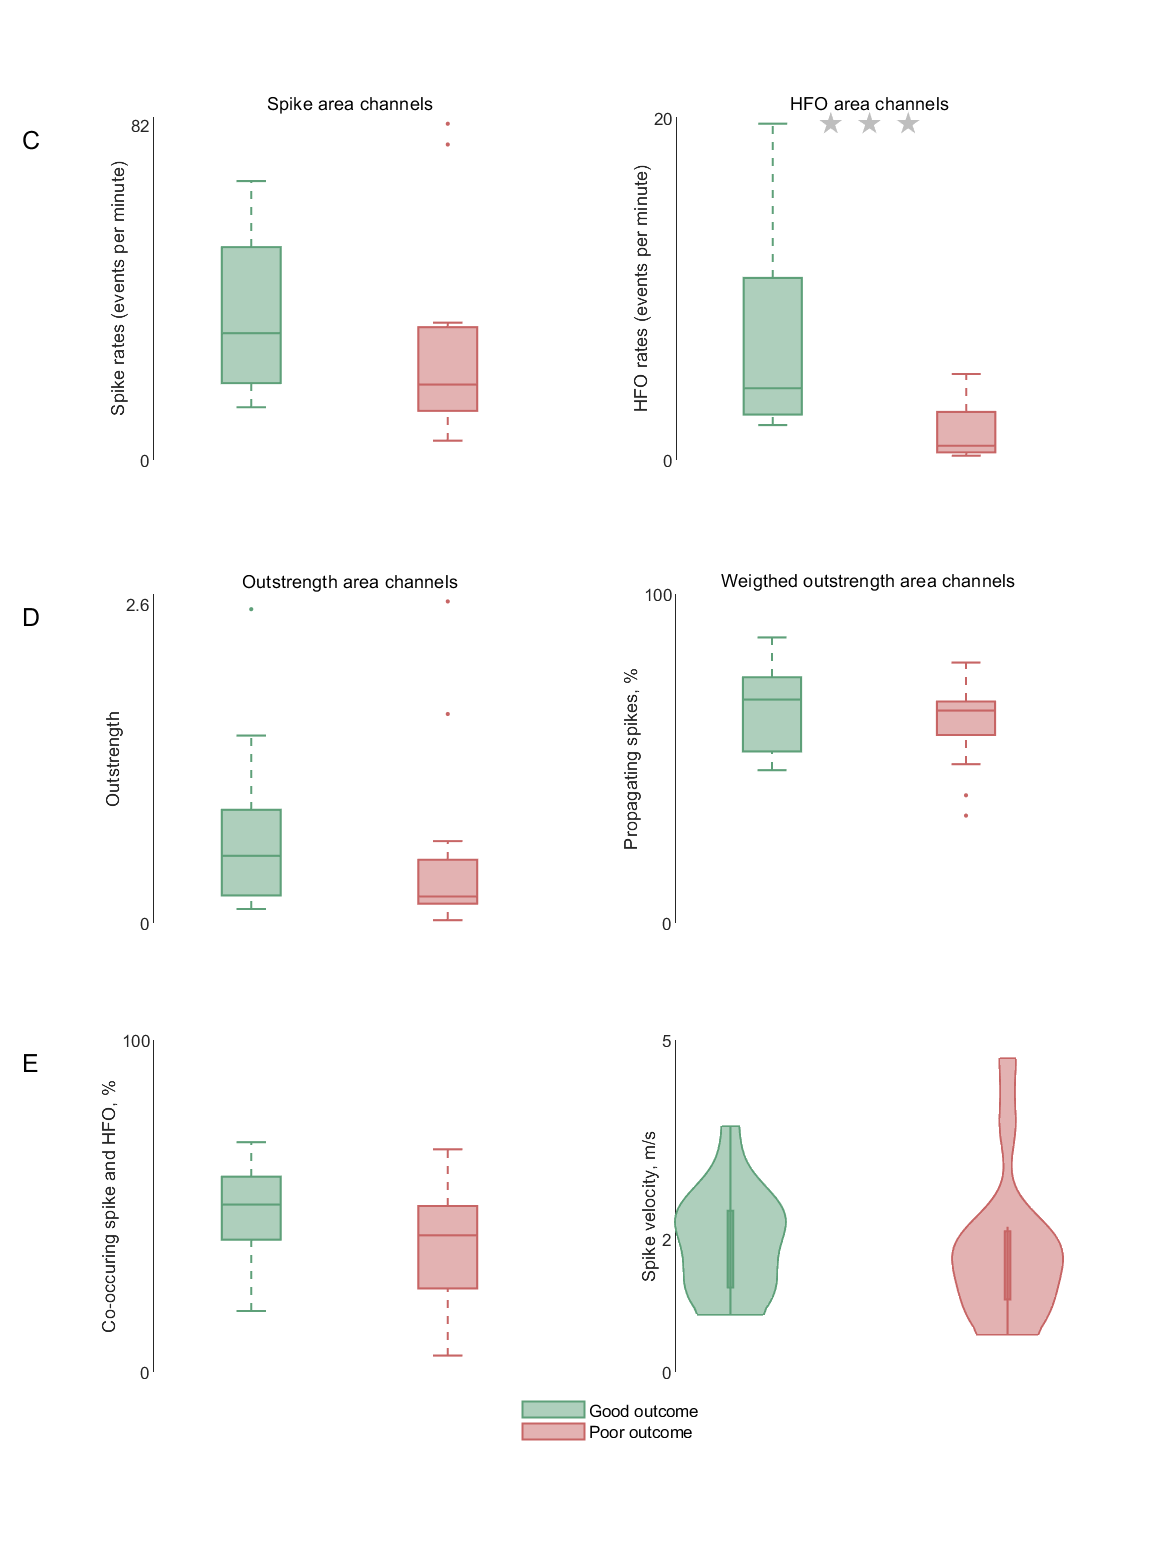 C
Spike area channels
82
Spike rates (events per minute)
0
HFO area channels
20
HFO rates (events per minute)
0
D
Outstrength area channels
2.6
Outstrength
0
Weigthed outstrength area channels
100
Propagating spikes, %
0
E
100
Co-occuring spike and HFO, %
0
5
Spike velocity, m/s
2
0
Good outcome
Poor outcome